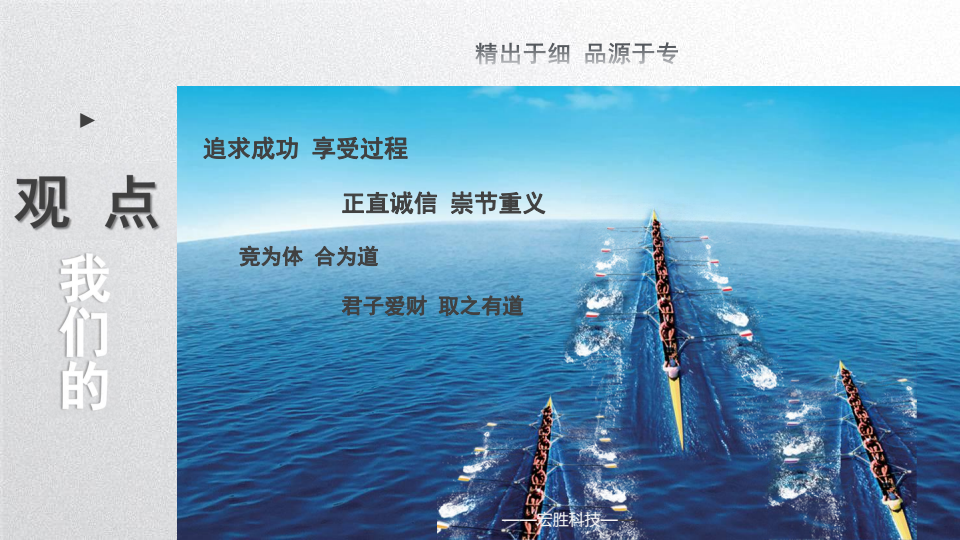 精出于细 品源于专
追求成功 享受过程
正直诚信 崇节重义
竞为体 合为道
君子爱财 取之有道
观 点
我们的
——宏胜科技—